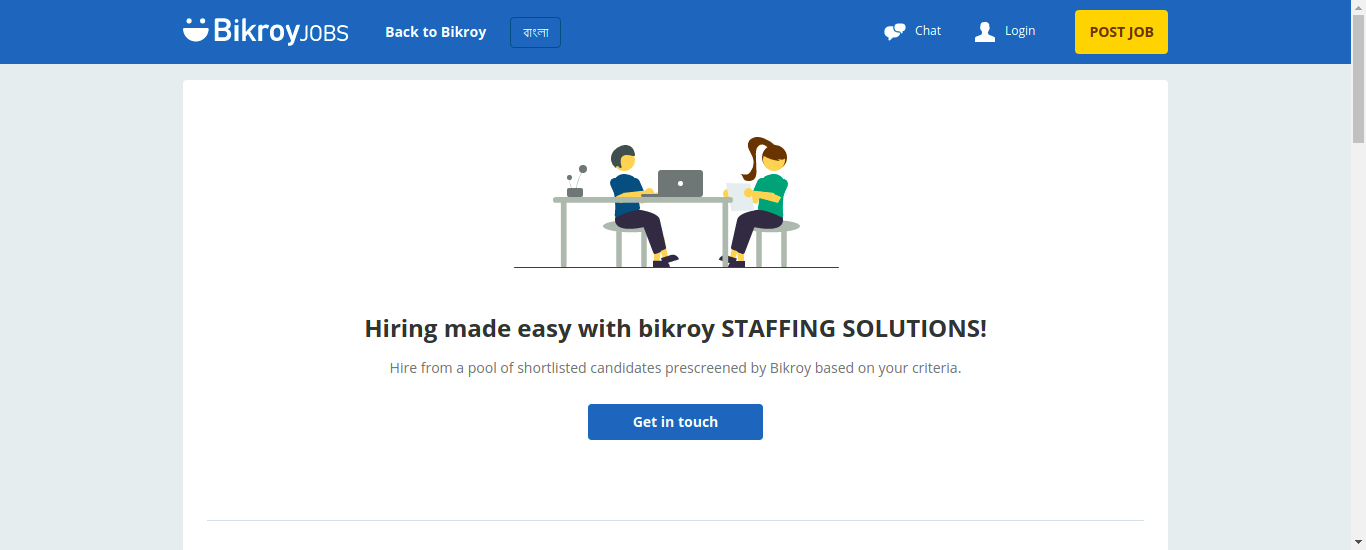 BikroyJOBS
Back to Bikroy
বাংলা
Chat
Login
POST JOB
Hiring made easy with bikroy STAFFING SOLUTIONS!
Hire from a pool of shortlisted candidates prescreened by Bikroy based on your criteria.
Get in touch